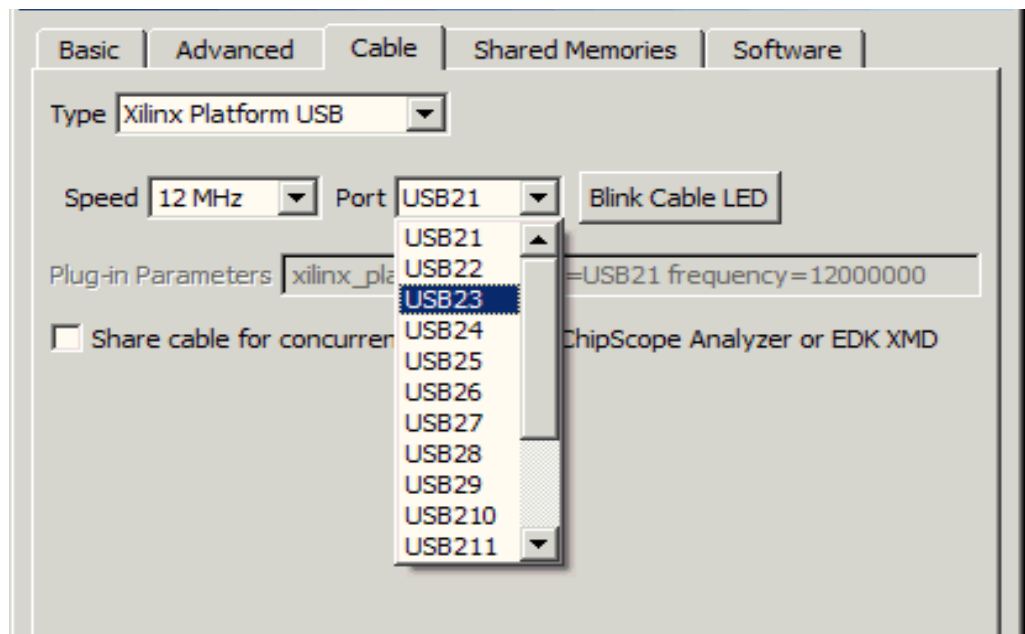 Basic Advanced Cable Shared Memories Software
Type Xilinx Platform USB
Speed 12 MHz Port USB21 Blink Cable LED
USB21
Plug-in Parameters xilinx_pla USB22 =USB21 frequency=12000000
USB23
Share cable for concurren USB24 ChipScope Analyzer or EDK XMD
USB25
USB26
USB27
USB28
USB29
USB210
USB211